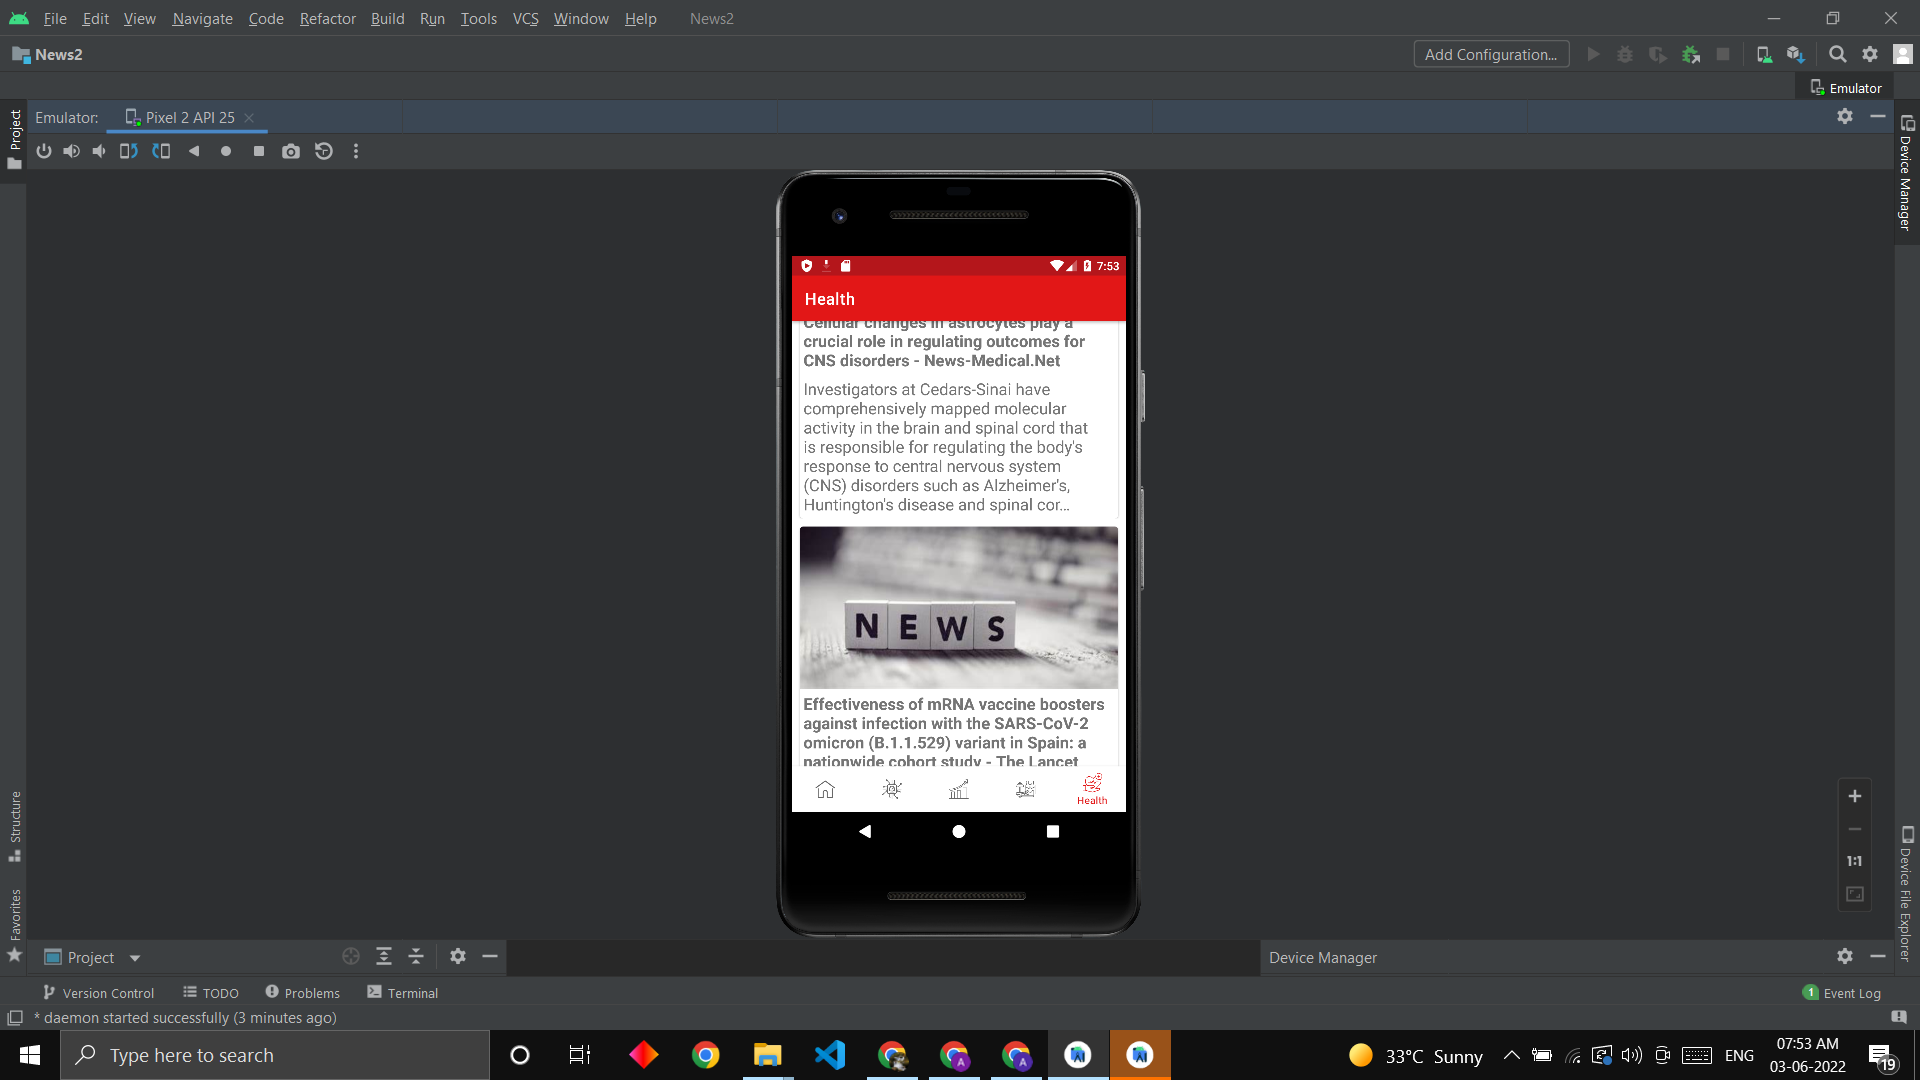 File Edit View Navigate Code Refactor Build Run Tools VCS Window Help News2
News2
Add Configuration...
Emulator
Emulator: Pixel 2 API 25
Project
Device Manager
7:53
Health
Cellular changes in astrocytes play a
crucial role in regulating outcomes for
CNS disorders - News-Medical.Net
Investigators at Cedars-Sinai have
comprehensively mapped molecular
activity in the brain and spinal cord that
is responsible for regulating the body's
response to central nervous system
(CNS) disorders such as Alzheimer's,
Huntington's disease and spinal cor...
NEWS
Effectiveness of mRNA vaccine boosters
against infection with the SARS-CoV-2
omicron (B.1.1.529) variant in Spain: a
nationwide cohort study - The Lancet
Health
1:1
Structure
Favorites
Device File Explorer
Project
Device Manager
Version Control TODO Problems Terminal
1 Event Log
* daemon started successfully (3 minutes ago)
Type here to search
33°C Sunny
ENG
07:53 AM
03-06-2022
19